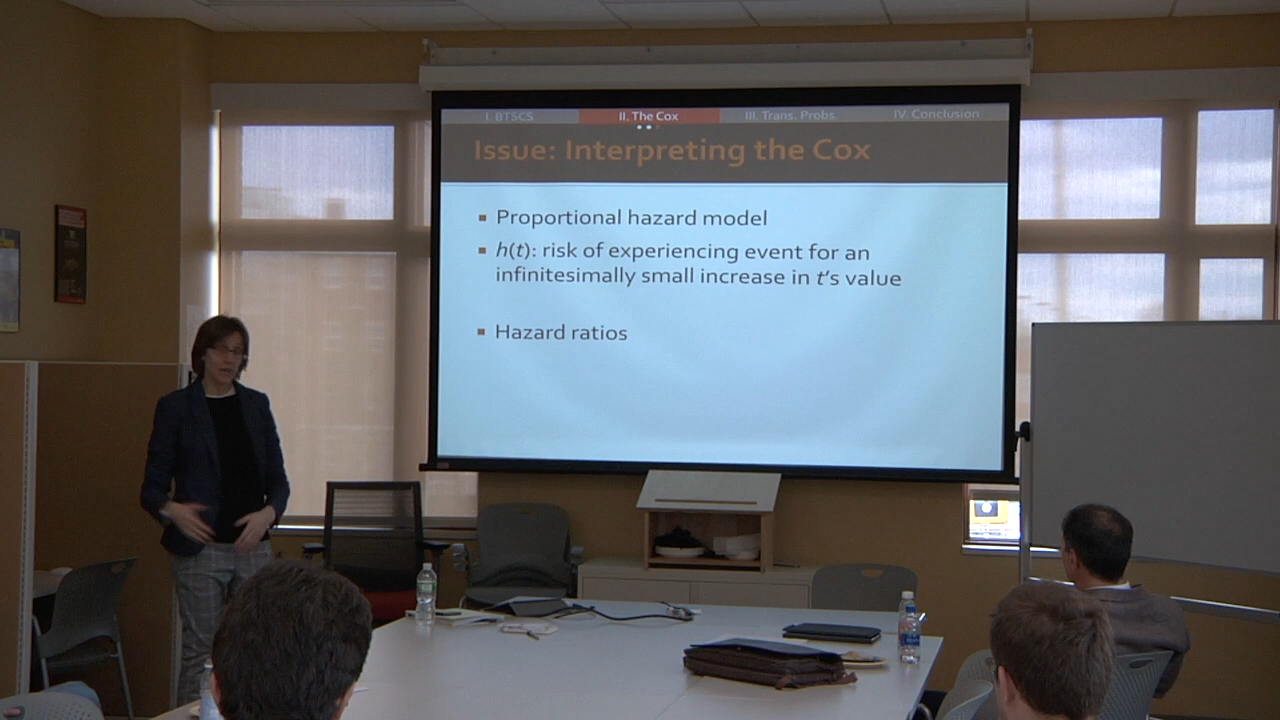 I. BTSCS II. The Cox III. Trans. Probs. IV. Conclusion
Issue: Interpreting the Cox
▪ Proportional hazard model
▪ h(t): risk of experiencing event for an
infinitesimally small increase in t's value
▪ Hazard ratios